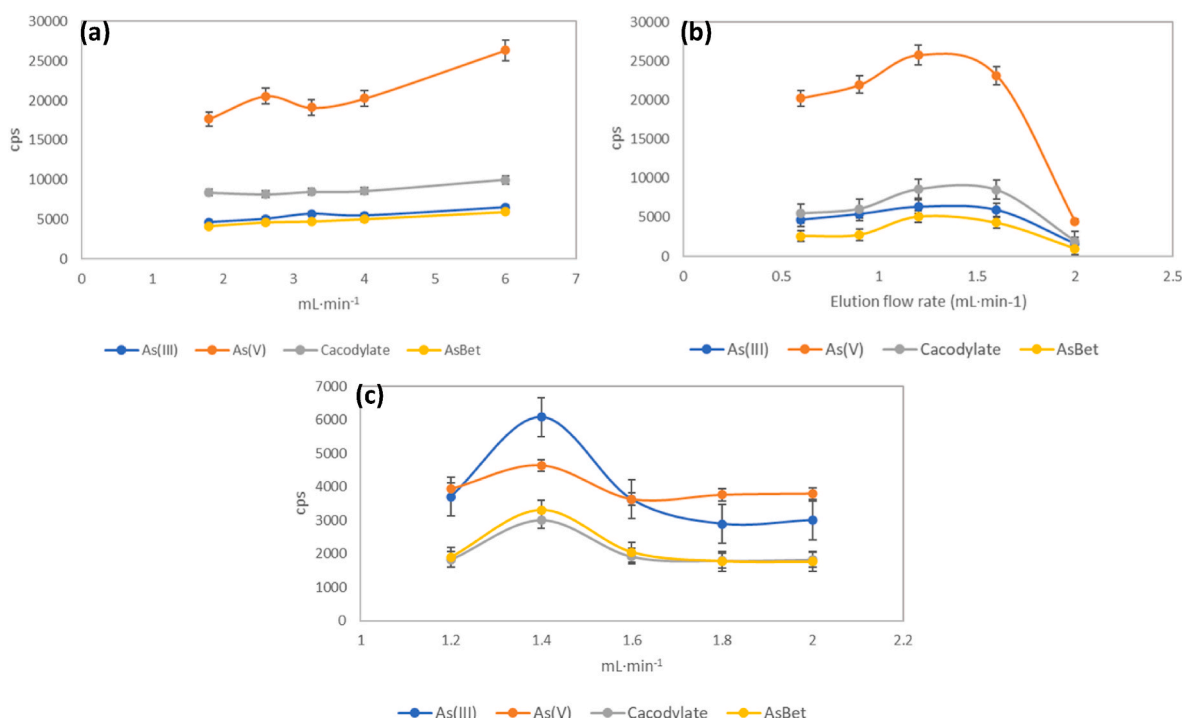 (a)
30000
25000
20000
15000
10000
5000
0
cps
0 1 2 3 4 5 6 7
mL·min⁻¹
As(III) As(V) Cacodylate AsBet
(b)
30000
25000
20000
15000
10000
5000
0
cps
0 0.5 1 1.5 2 2.5
Elution flow rate (mL·min-1)
As(III) As(V) Cacodylate AsBet
(c)
7000
6000
5000
4000
3000
2000
1000
0
cps
1 1.2 1.4 1.6 1.8 2 2.2
mL·min⁻¹
As(III) As(V) Cacodylate AsBet